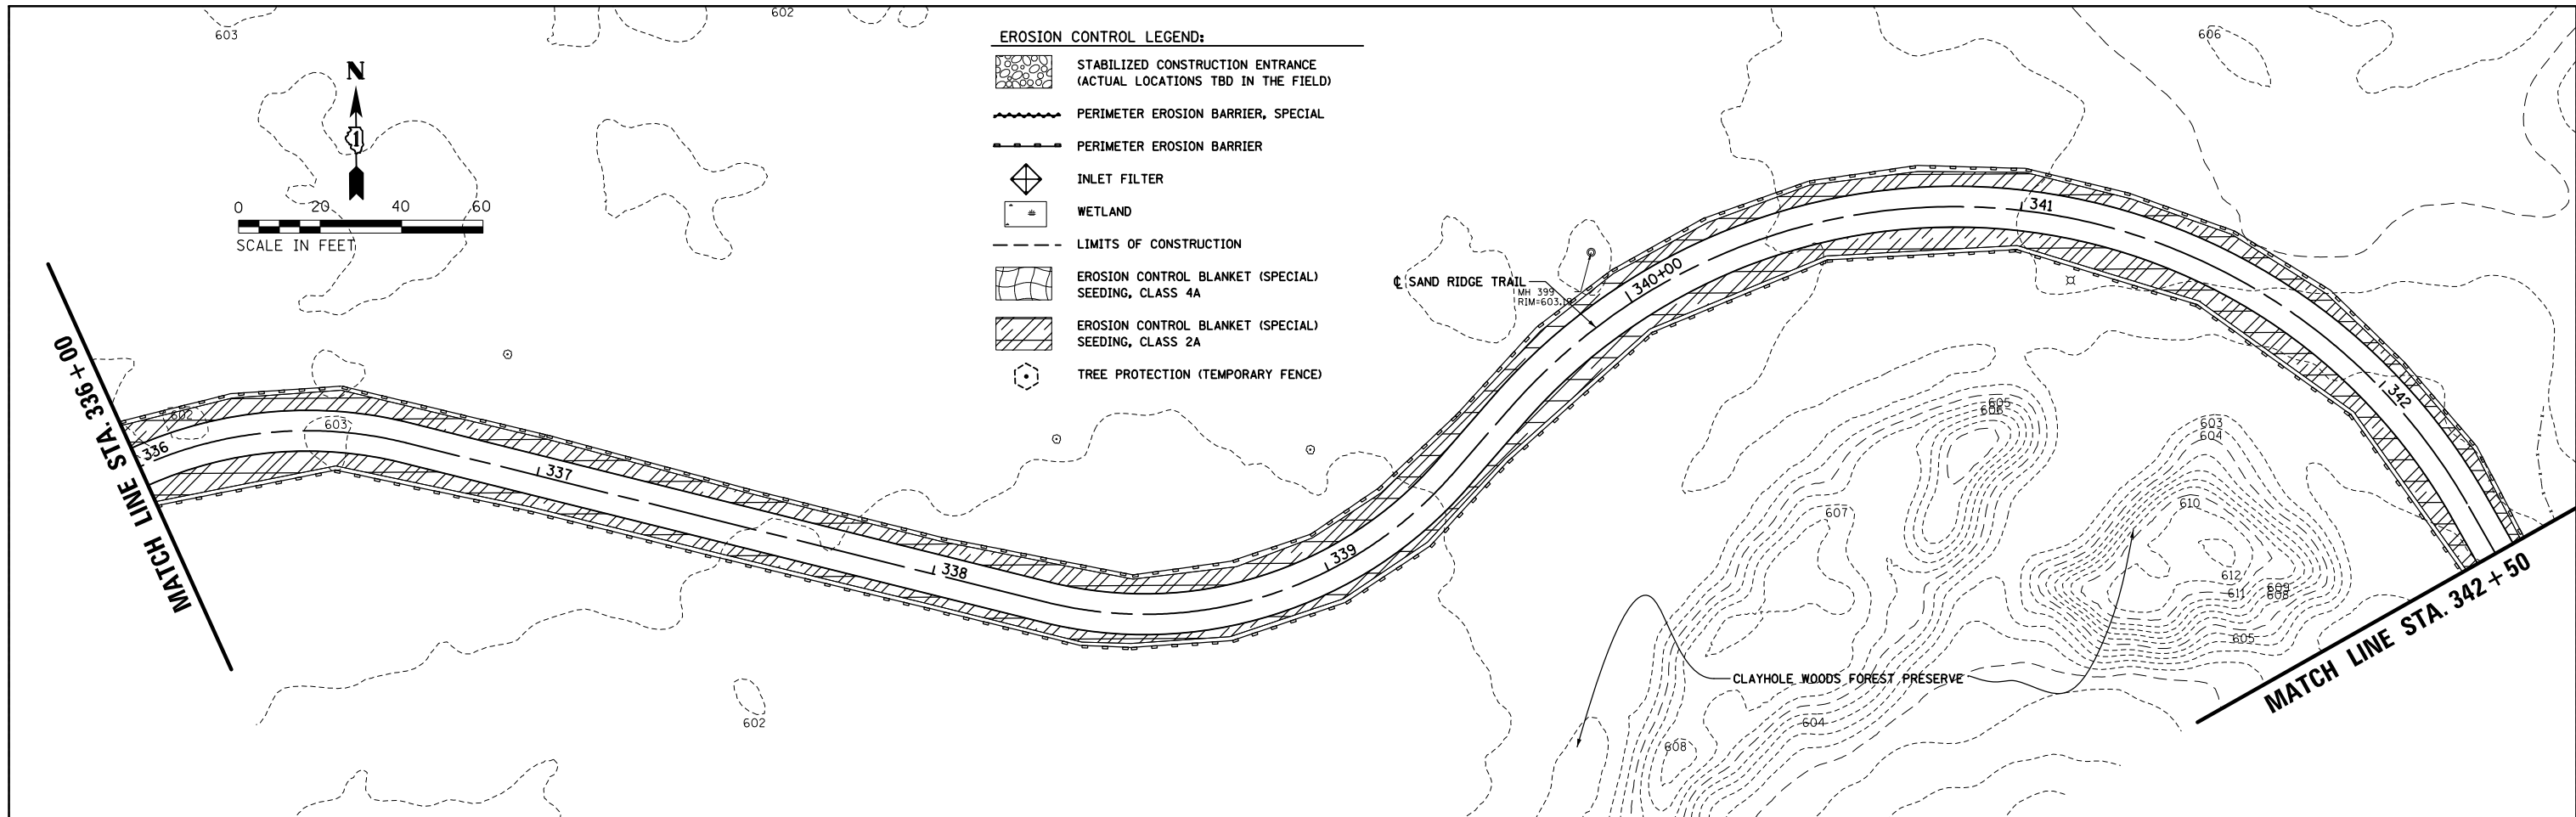 603
602
606
N
1
0 20 40 60
SCALE IN FEET
EROSION CONTROL LEGEND:
STABILIZED CONSTRUCTION ENTRANCE
(ACTUAL LOCATIONS TBD IN THE FIELD)
PERIMETER EROSION BARRIER, SPECIAL
PERIMETER EROSION BARRIER
INLET FILTER
WETLAND
LIMITS OF CONSTRUCTION
EROSION CONTROL BLANKET (SPECIAL)
SEEDING, CLASS 4A
EROSION CONTROL BLANKET (SPECIAL)
SEEDING, CLASS 2A
TREE PROTECTION (TEMPORARY FENCE)
MATCH LINE STA. 336+00
602
603
336
337
338
339
340+00
341
342
℄ SAND RIDGE TRAIL
MH 399
605
606
603
604
607
610
612
611
609
608
605
602
604
608
CLAYHOLE WOODS FOREST PRESERVE
MATCH LINE STA. 342+50